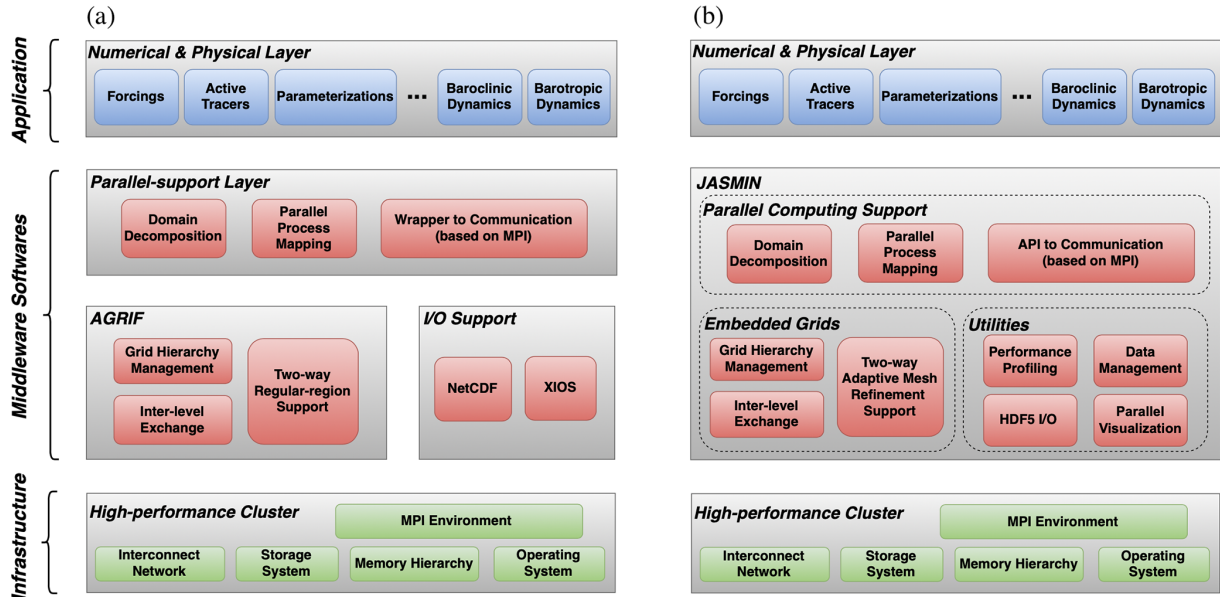 (a)
Application
Numerical & Physical Layer
Forcings
Active
Tracers
Parameterizations
...
Baroclinic
Dynamics
Barotropic
Dynamics
Middleware Softwares
Parallel-support Layer
Domain
Decomposition
Parallel
Process
Mapping
Wrapper to Communication
(based on MPI)
AGRIF
Grid Hierarchy
Management
Inter-level
Exchange
Two-way
Regular-region
Support
I/O Support
NetCDF
XIOS
Infrastructure
High-performance Cluster
MPI Environment
Interconnect
Network
Storage
System
Memory Hierarchy
Operating
System
(b)
Numerical & Physical Layer
Forcings
Active
Tracers
Parameterizations
...
Baroclinic
Dynamics
Barotropic
Dynamics
JASMIN
Parallel Computing Support
Domain
Decomposition
Parallel
Process
Mapping
API to Communication
(based on MPI)
Embedded Grids
Grid Hierarchy
Management
Inter-level
Exchange
Two-way
Adaptive Mesh
Refinement
Support
Utilities
Performance
Profiling
Data
Management
HDF5 I/O
Parallel
Visualization
High-performance Cluster
MPI Environment
Interconnect
Network
Storage
System
Memory Hierarchy
Operating
System